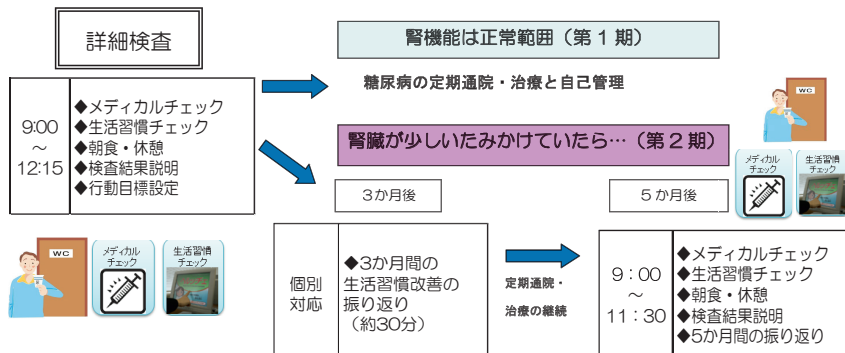 詳細検査
9:00
～
12:15
◆メディカルチェック
◆生活習慣チェック
◆朝食・休憩
◆検査結果説明
◆行動目標設定
腎機能は正常範囲（第１期）
糖尿病の定期通院・治療と自己管理
腎臓が少しいたみかけていたら…（第２期）
3か月後
5か月後
WC
メディカル
チェック
生活習慣
チェック
WC
メディカル
チェック
生活習慣
チェック
個別
対応
◆3か月間の
生活習慣改善の
振り返り
（約30分）
定期通院・
治療の継続
9：00
～
11：30
◆メディカルチェック
◆生活習慣チェック
◆朝食・休憩
◆検査結果説明
◆5か月間の振り返り